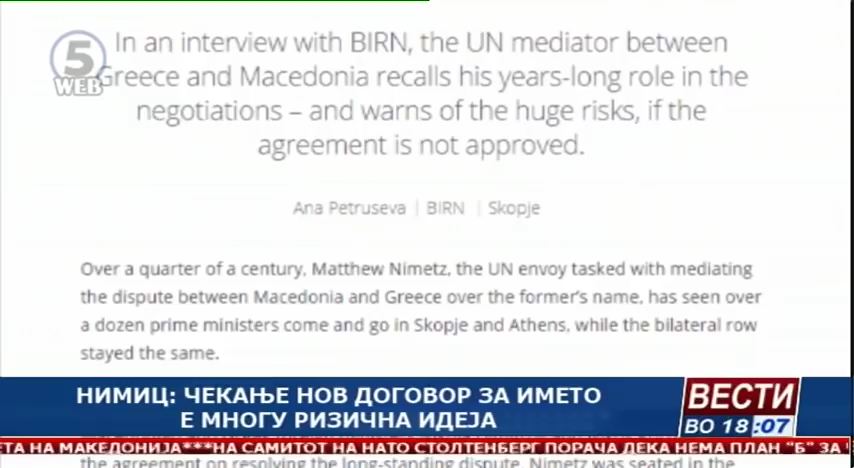 5
WEB
In an interview with BIRN, the UN mediator between
Greece and Macedonia recalls his years-long role in the
negotiations – and warns of the huge risks, if the
agreement is not approved.
Ana Petruseva | BIRN | Skopje
Over a quarter of a century, Matthew Nimetz, the UN envoy tasked with mediating
the dispute between Macedonia and Greece over the former's name, has seen over
a dozen prime ministers come and go in Skopje and Athens, while the bilateral row
stayed the same.
НИМИЦ: ЧЕКАЊЕ НОВ ДОГОВОР ЗА ИМЕТО
Е МНОГУ РИЗИЧНА ИДЕЈА
ВЕСТИ
ВО 18:07
ЕТА НА МАКЕДОНИЈА***НА САМИТОТ НА НАТО СТОЛТЕНБЕРГ ПОРАЧА ДЕКА НЕМА ПЛАН "Б" ЗА
the agreement on resolving the long-standing dispute. Nimetz was seated in the